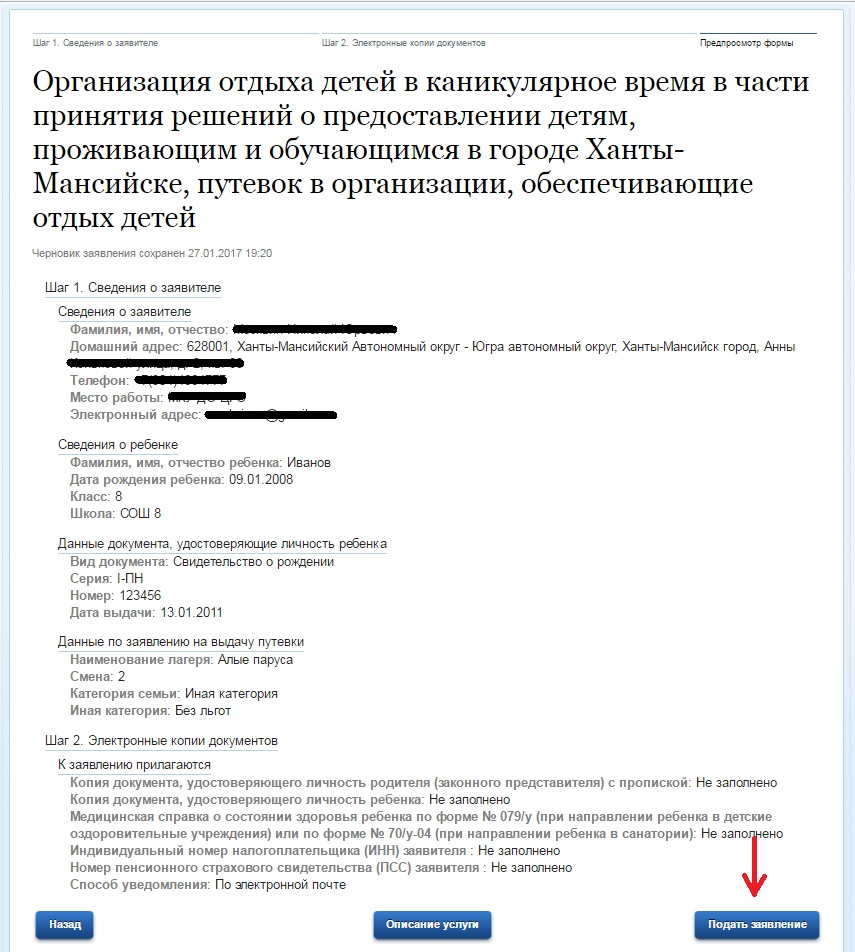 Шаг 1. Сведения о заявителе
Шаг 2. Электронные копии документов
Предпросмотр формы
Организация отдыха детей в каникулярное время в части
принятия решений о предоставлении детям,
проживающим и обучающимся в городе Ханты-
Мансийске, путевок в организации, обеспечивающие
отдых детей
Черновик заявления сохранен 27.01.2017 19:20
Шаг 1. Сведения о заявителе
Сведения о заявителе
Фамилия, имя, отчество:
Домашний адрес: 628001, Ханты-Мансийский Автономный округ - Югра автономный округ, Ханты-Мансийск город, Анны
Телефон:
Место работы:
Электронный адрес:
Сведения о ребенке
Фамилия, имя, отчество ребенка: Иванов
Дата рождения ребенка: 09.01.2008
Класс: 8
Школа: СОШ 8
Данные документа, удостоверяющие личность ребенка
Вид документа: Свидетельство о рождении
Серия: I-ПН
Номер: 123456
Дата выдачи: 13.01.2011
Данные по заявлению на выдачу путевки
Наименование лагеря: Алые паруса
Смена: 2
Категория семьи: Иная категория
Иная категория: Без льгот
Шаг 2. Электронные копии документов
К заявлению прилагаются
Копия документа, удостоверяющего личность родителя (законного представителя) с пропиской: Не заполнено
Копия документа, удостоверяющего личность ребенка: Не заполнено
Медицинская справка о состоянии здоровья ребенка по форме № 079/у (при направлении ребенка в детские
оздоровительные учреждения) или по форме № 70/у-04 (при направлении ребенка в санатории): Не заполнено
Индивидуальный номер налогоплательщика (ИНН) заявителя : Не заполнено
Номер пенсионного страхового свидетельства (ПСС) заявителя : Не заполнено
Способ уведомления: По электронной почте
Назад
Описание услуги
Подать заявление